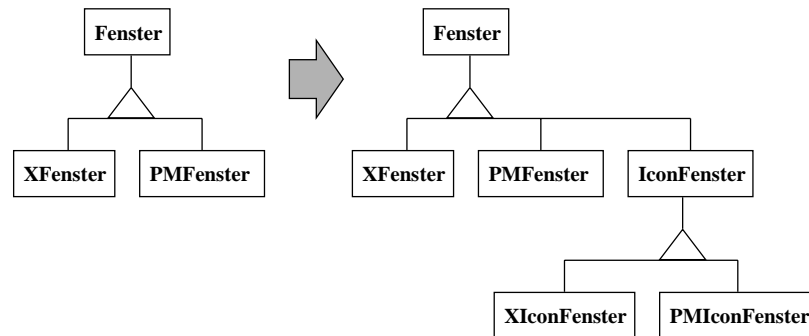 Fenster
XFenster
PMFenster
Fenster
XFenster
PMFenster
IconFenster
XIconFenster
PMIconFenster